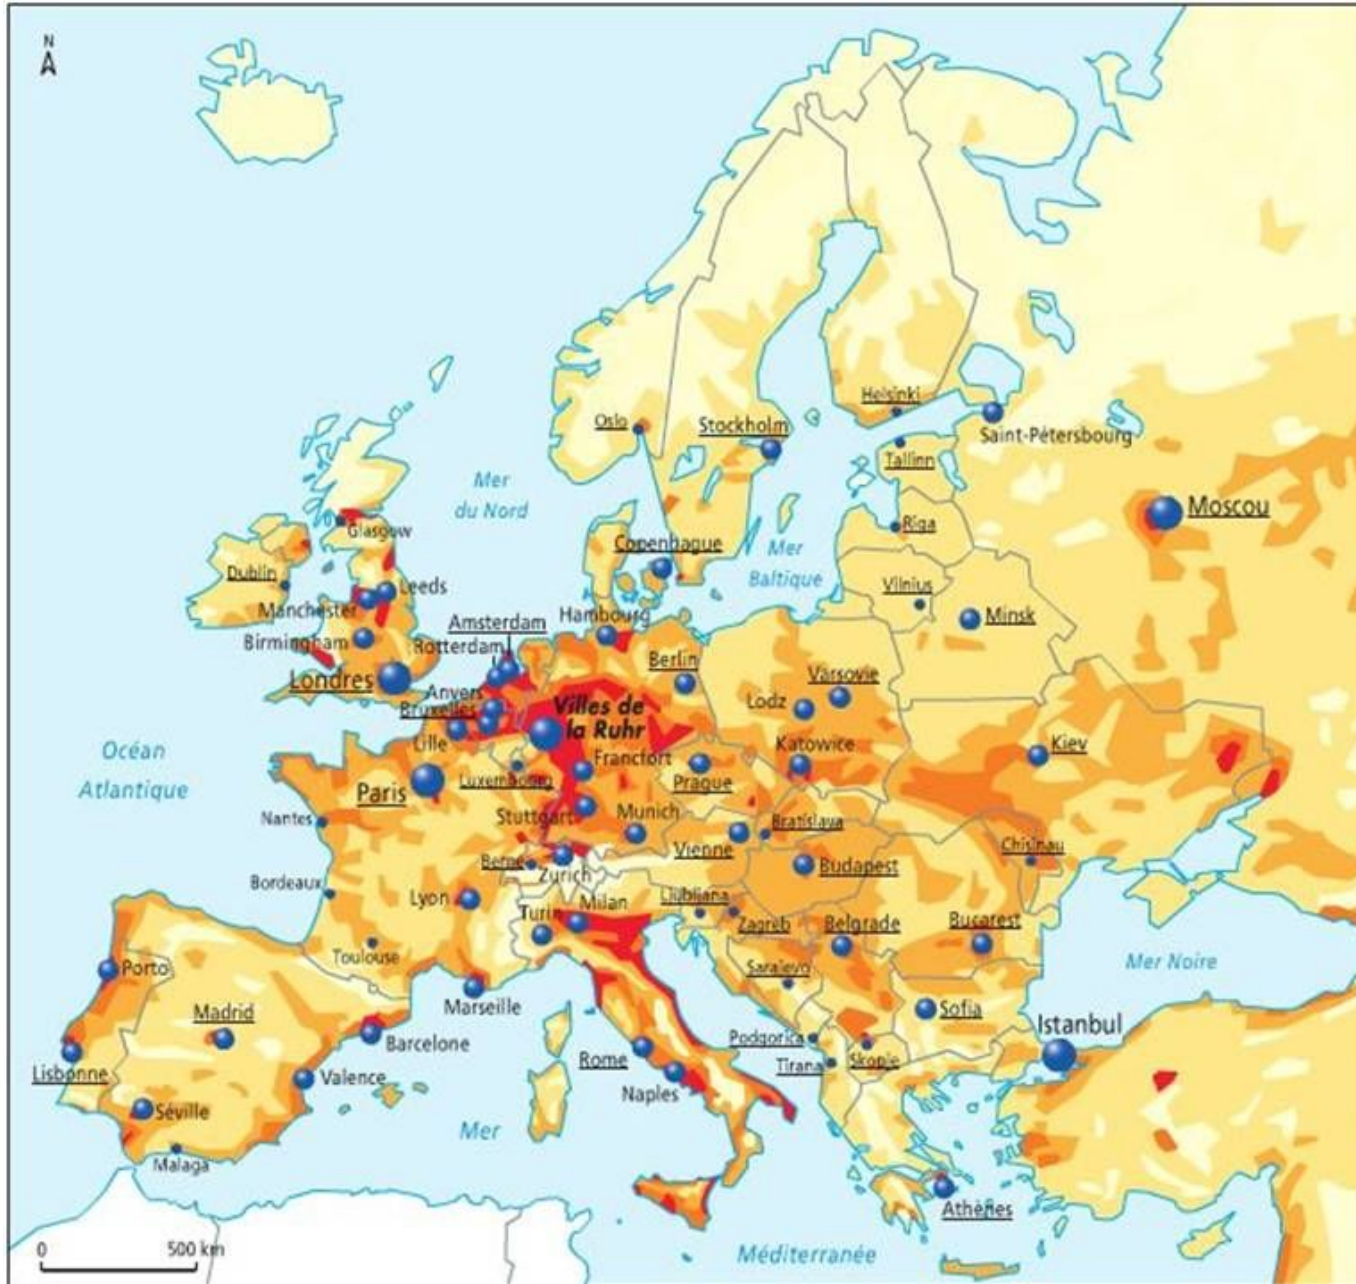 N
Oslo
Stockholm
Helsinki
Saint-Pétersbourg
Tallinn
Mer
du Nord
Moscou
Riga
Glasgow
Copenhague
Mer
Baltique
Dublin
Leeds
Manchester
Vilnius
Minsk
Hambourg
Amsterdam
Rotterdam
Birmingham
Berlin
Varsovie
Londres
Anvers
Bruxelles
Villes de
la Ruhr
Lodz
Lille
Francfort
Katowice
Kiev
Océan
Atlantique
Luxembourg
Prague
Paris
Stuttgart
Munich
Nantes
Bratislava
Vienne
Chisinau
Berne
Zurich
Budapest
Bordeaux
Lyon
Milan
Turin
Ljubljana
Zagreb
Belgrade
Bucarest
Toulouse
Sarajevo
Mer Noire
Porto
Marseille
Madrid
Sofia
Istanbul
Barcelone
Podgorica
Skopje
Tirana
Lisbonne
Rome
Valence
Naples
Séville
Mer
Malaga
Athènes
0
500 km
Méditerranée